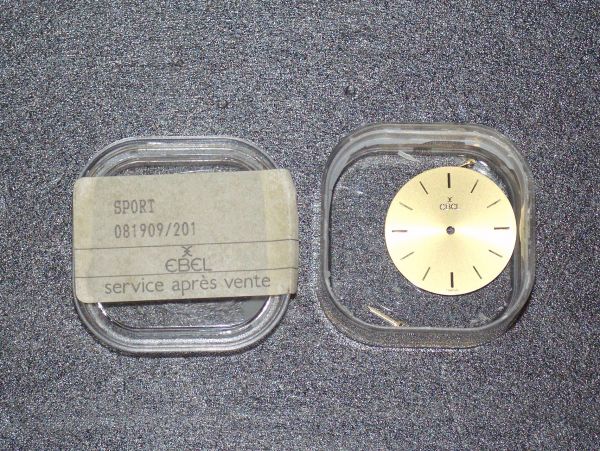 SPORT
081909/201
EBEL
service après vente
EBEL